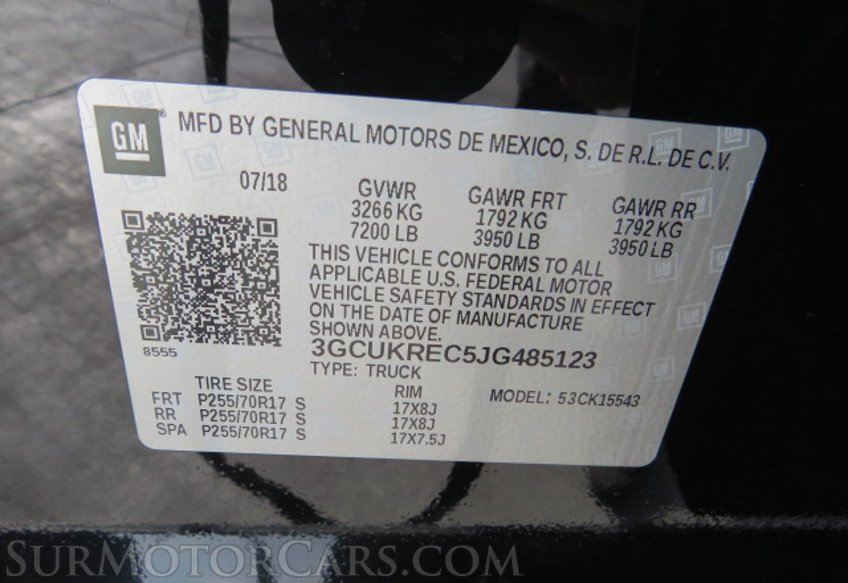 GM
MFD BY GENERAL MOTORS DE MEXICO, S. DE R.L. DE C.V.
07/18 GVWR GAWR FRT GAWR RR
3266 KG 1792 KG 1792 KG
7200 LB 3950 LB 3950 LB
THIS VEHICLE CONFORMS TO ALL
APPLICABLE U.S. FEDERAL MOTOR
VEHICLE SAFETY STANDARDS IN EFFECT
ON THE DATE OF MANUFACTURE
SHOWN ABOVE.
8555
3GCUKREC5JG485123
TYPE: TRUCK
TIRE SIZE RIM MODEL: 53CK15543
FRT P255/70R17 S 17X8J
RR P255/70R17 S 17X8J
SPA P255/70R17 S 17X7.5J
SURMOTORCARS.COM